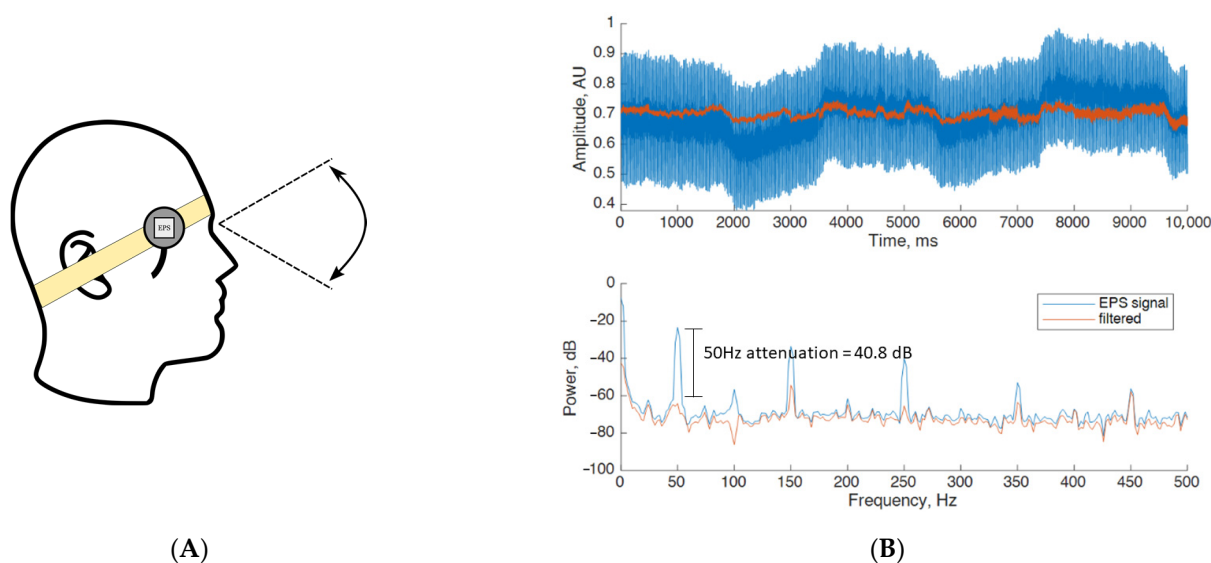 EPS
(A)
1
0.9
0.8
0.7
0.6
0.5
0.4
Amplitude, AU
0 1000 2000 3000 4000 5000 6000 7000 8000 9000 10,000
Time, ms
0
−20
−40
−60
−80
−100
Power, dB
EPS signal
filtered
50Hz attenuation = 40.8 dB
0 50 100 150 200 250 300 350 400 450 500
Frequency, Hz
(B)